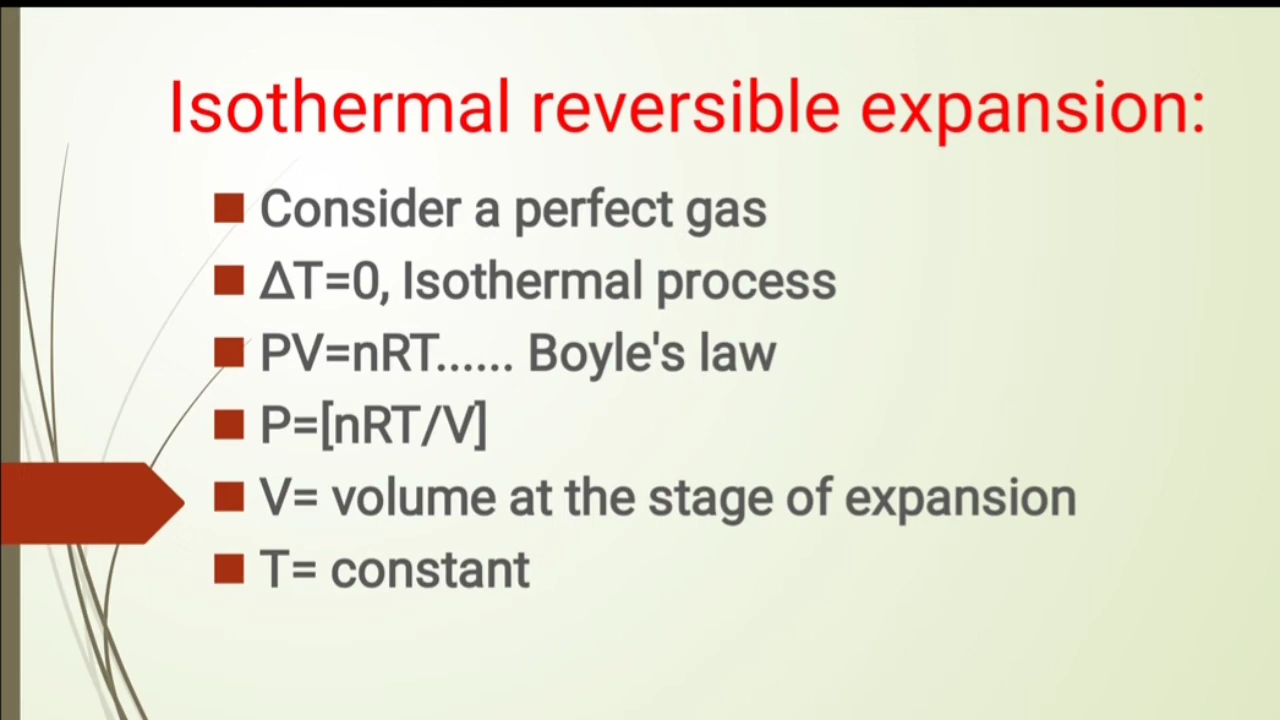 Isothermal reversible expansion:
Consider a perfect gas
ΔT=0, Isothermal process
PV=nRT...... Boyle's law
P=[nRT/V]
V= volume at the stage of expansion
T= constant